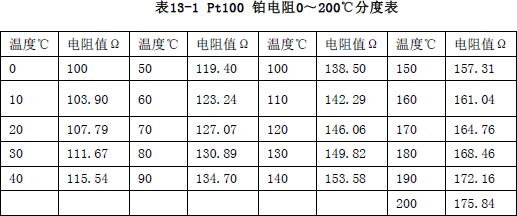 表13-1 Pt100 铂电阻0～200℃分度表
温度℃ 电阻值Ω 温度℃ 电阻值Ω 温度℃ 电阻值Ω 温度℃ 电阻值Ω
0 100 50 119.40 100 138.50 150 157.31
10 103.90 60 123.24 110 142.29 160 161.04
20 107.79 70 127.07 120 146.06 170 164.76
30 111.67 80 130.89 130 149.82 180 168.46
40 115.54 90 134.70 140 153.58 190 172.16
200 175.84